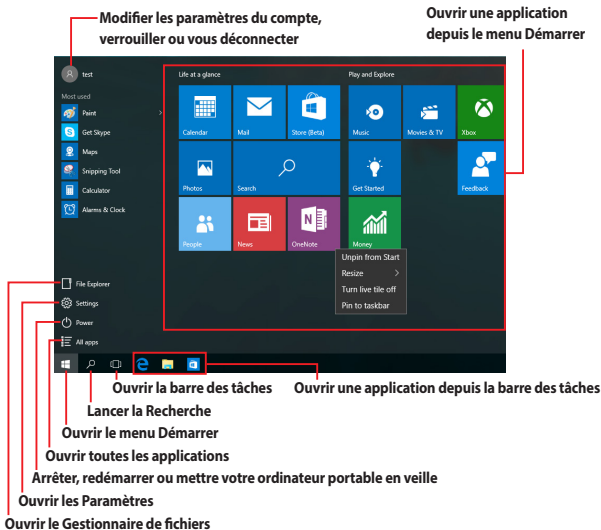 Modifier les paramètres du compte,
verrouiller ou vous déconnecter
Ouvrir une application
depuis le menu Démarrer
test
Most used
Paint
Get Skype
Maps
Snipping Tool
Calculator
Alarms & Clock
File Explorer
Settings
Power
All apps
Life at a glance
Play and Explore
Calendar
Mail
Store (Beta)
Music
Movies & TV
Xbox
Photos
Search
Get Started
Feedback
People
News
OneNote
Money
Unpin from Start
Resize
Turn live tile off
Pin to taskbar
Ouvrir la barre des tâches
Ouvrir une application depuis la barre des tâches
Lancer la Recherche
Ouvrir le menu Démarrer
Ouvrir toutes les applications
Arrêter, redémarrer ou mettre votre ordinateur portable en veille
Ouvrir les Paramètres
Ouvrir le Gestionnaire de fichiers